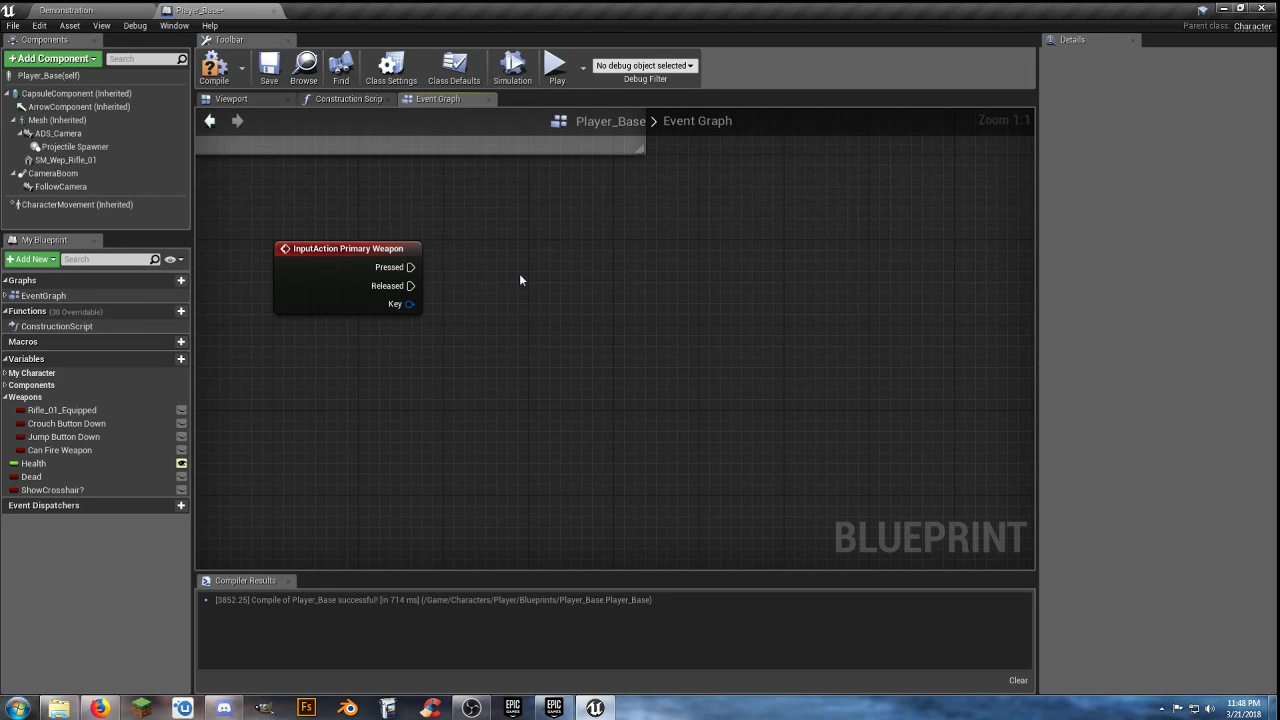 Demonstration
Player_Base*
File Edit Asset View Debug Window Help
Parent class: Character
Components
+ Add Component
Search
Player_Base(self)
CapsuleComponent (Inherited)
ArrowComponent (Inherited)
Mesh (Inherited)
ADS_Camera
Projectile Spawner
SM_Wep_Rifle_01
CameraBoom
FollowCamera
CharacterMovement (Inherited)
My Blueprint
+ Add New
Search
Graphs
EventGraph
Functions (30 Overridable)
ConstructionScript
Macros
Variables
My Character
Components
Weapons
Rifle_01_Equipped
Crouch Button Down
Jump Button Down
Can Fire Weapon
Health
Dead
ShowCrosshair?
Event Dispatchers
Toolbar
Compile
Save
Browse
Find
Class Settings
Class Defaults
Simulation
Play
No debug object selected
Debug Filter
Viewport
Construction Scrip
Event Graph
Player_Base > Event Graph
Zoom 1:1
InputAction Primary Weapon
Pressed
Released
Key
BLUEPRINT
Compiler Results
[3852.25] Compile of Player_Base successful! [in 714 ms] (/Game/Characters/Player/Blueprints/Player_Base.Player_Base)
Clear
Details
Fs
EPIC GAMES
EPIC GAMES
11:48 PM
3/21/2018